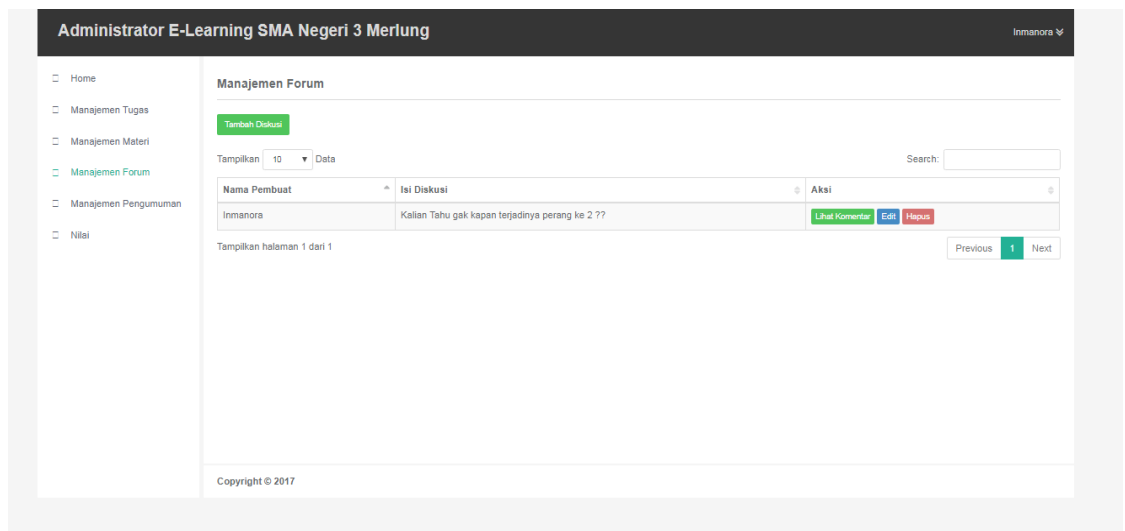 Administrator E-Learning SMA Negeri 3 Merlung
Inmanora
Home
Manajemen Tugas
Manajemen Materi
Manajemen Forum
Manajemen Pengumuman
Nilai
Manajemen Forum
Tambah Diskusi
Tampilkan 10 Data
Search:
Nama Pembuat Isi Diskusi Aksi
Inmanora Kalian Tahu gak kapan terjadinya perang ke 2 ?? Lihat Komentar Edit Hapus
Tampilkan halaman 1 dari 1
Previous 1 Next
Copyright © 2017